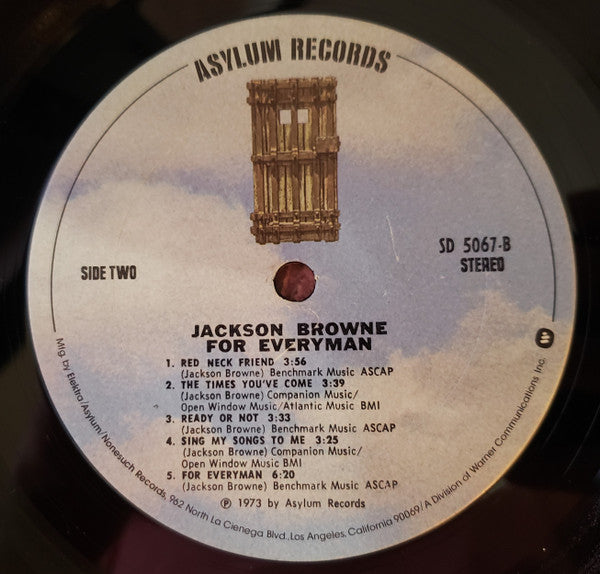 ASYLUM RECORDS
SIDE TWO
SD 5067-B
STEREO
JACKSON BROWNE
FOR EVERYMAN
1. RED NECK FRIEND 3:56
(Jackson Browne) Benchmark Music ASCAP
2. THE TIMES YOU'VE COME 3:39
(Jackson Browne) Companion Music/
Open Window Music/Atlantic Music BMI
3. READY OR NOT 3:33
(Jackson Browne) Benchmark Music ASCAP
4. SING MY SONGS TO ME 3:25
(Jackson Browne) Companion Music/
Open Window Music BMI
5. FOR EVERYMAN 6:20
(Jackson Browne) Benchmark Music ASCAP
℗ 1973 by Asylum Records
Mfg by Elektra/Asylum/Nonesuch Records, 962 North La Cienega Blvd., Los Angeles, California 90069/A Division of Warner Communications Inc.